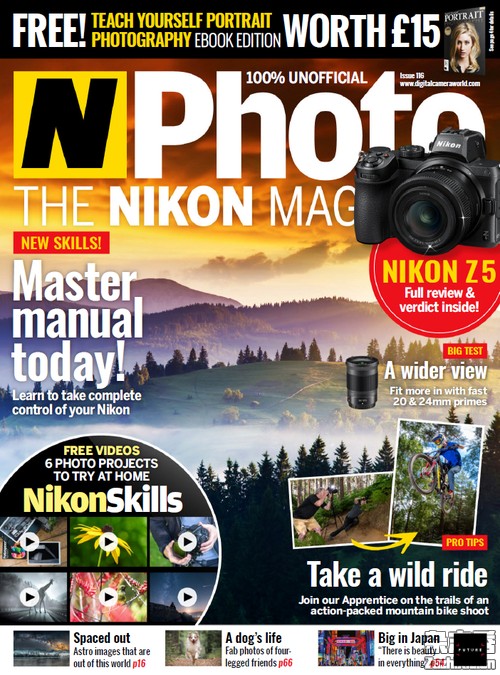 FREE! TEACH YOURSELF PORTRAIT
PHOTOGRAPHY EBOOK EDITION WORTH £15
PORTRAIT
100% UNOFFICIAL
Issue 116
www.digitalcameraworld.com
N Photo
THE NIKON MAG
Nikon
NEW SKILLS!
Master
manual
today!
Learn to take complete
control of your Nikon
NIKON Z 5
Full review &
verdict inside!
BIG TEST
A wider view
Fit more in with fast
20 & 24mm primes
FREE VIDEOS
6 PHOTO PROJECTS
TO TRY AT HOME
NikonSkills
PRO TIPS
Take a wild ride
Join our Apprentice on the trails of an
action-packed mountain bike shoot
Spaced out
Astro images that are
out of this world p16
A dog's life
Fab photos of four-
legged friends p66
Big in Japan
"There is beauty
in everything" p54
FUTURE